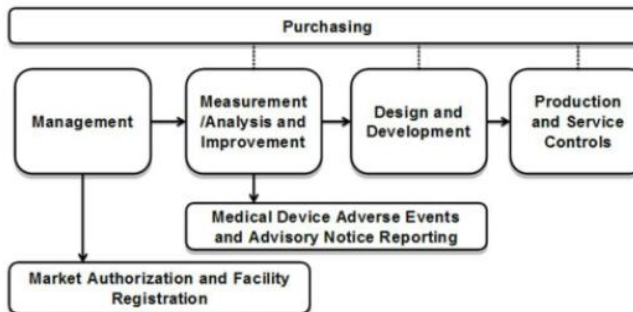 Purchasing
Management
Measurement
/Analysis and
Improvement
Design and
Development
Production
and Service
Controls
Medical Device Adverse Events
and Advisory Notice Reporting
Market Authorization and Facility
Registration